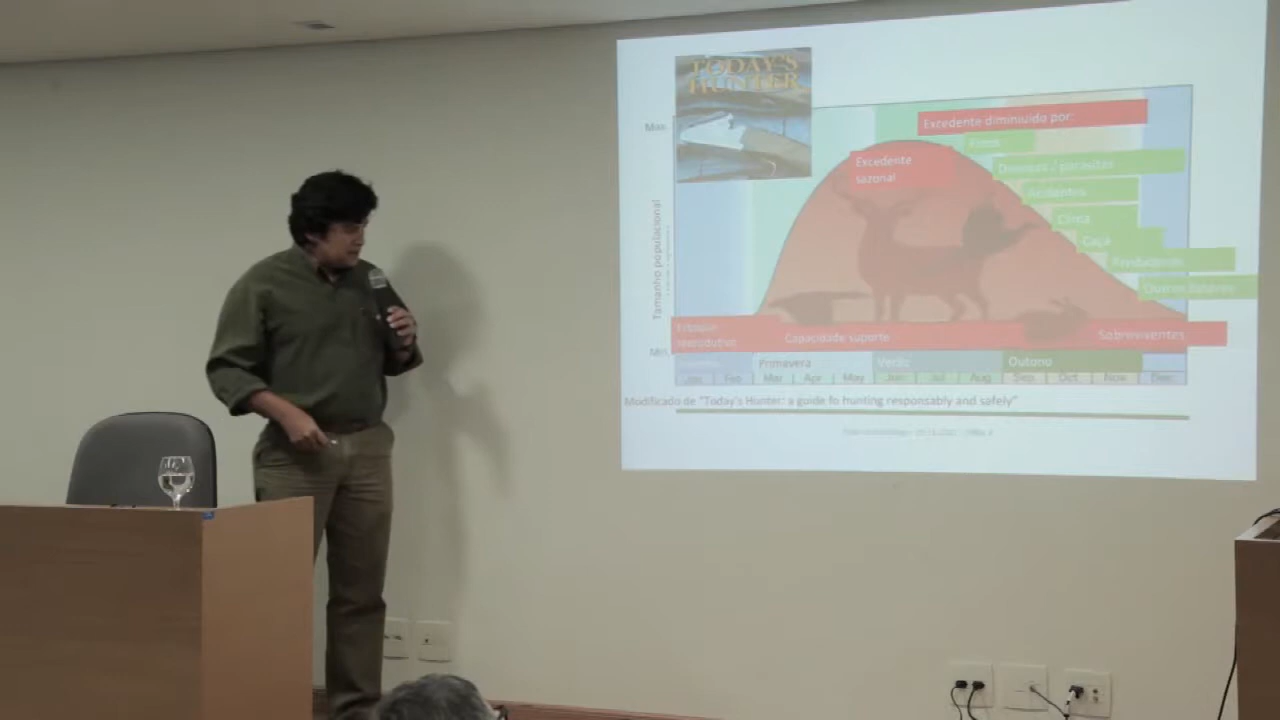 TODAY'S
HUNTER
Max.
Excedente diminuido por:
Fome
Doenças / parasitas
Excedente
sazonal
Acidentes
Clima
Caça
Predadores
Outros fatores
Tamanho populacional
Estoque
reprodutivo
Capacidade suporte
Sobreviventes
Min.
Primavera
Verão
Outono
Jan Feb Mar Apr May Jun Jul Aug Sep Oct Nov Dec
Modificado de "Today's Hunter: a guide to hunting responsably and safely"